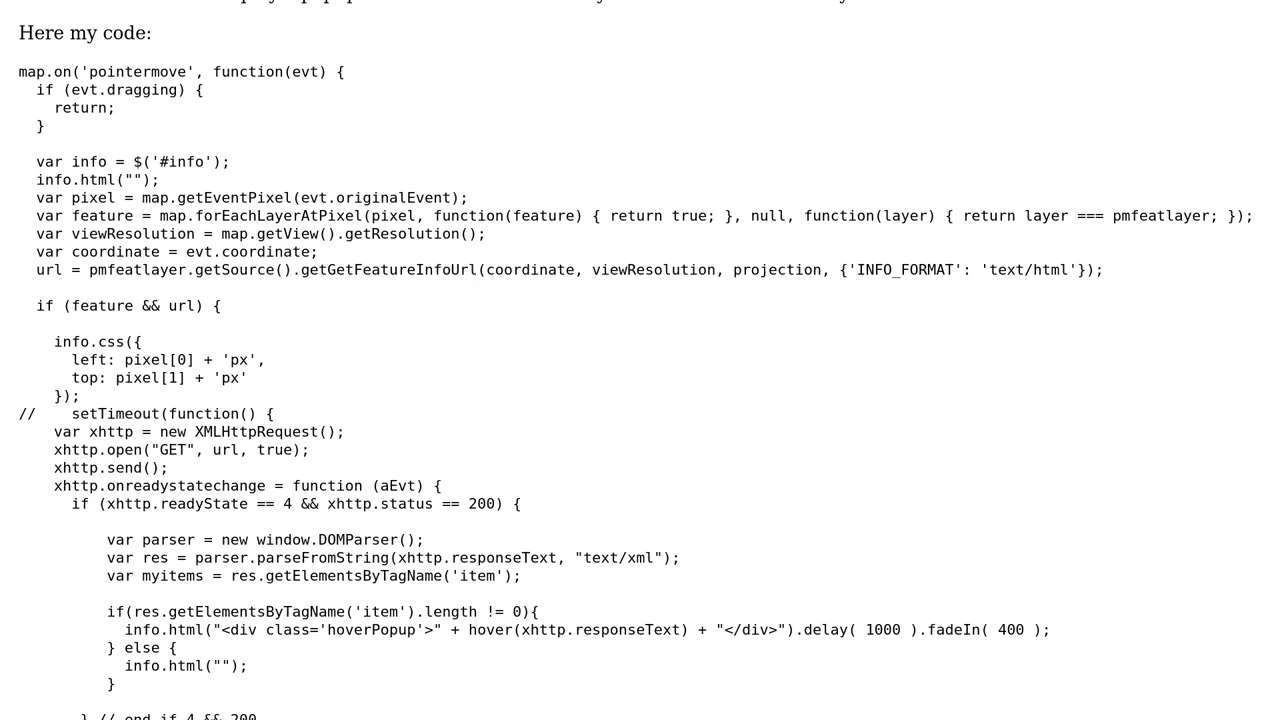 Here my code:
map.on('pointermove', function(evt) {
  if (evt.dragging) {
    return;
  }
  var info = $('#info');
  info.html("");
  var pixel = map.getEventPixel(evt.originalEvent);
  var feature = map.forEachLayerAtPixel(pixel, function(feature) { return true; }, null, function(layer) { return layer === pmfeatlayer; });
  var viewResolution = map.getView().getResolution();
  var coordinate = evt.coordinate;
  url = pmfeatlayer.getSource().getGetFeatureInfoUrl(coordinate, viewResolution, projection, {'INFO_FORMAT': 'text/html'});
  if (feature && url) {
    info.css({
      left: pixel[0] + 'px',
      top: pixel[1] + 'px'
    });
//    setTimeout(function() {
    var xhttp = new XMLHttpRequest();
    xhttp.open("GET", url, true);
    xhttp.send();
    xhttp.onreadystatechange = function (aEvt) {
      if (xhttp.readyState == 4 && xhttp.status == 200) {
          var parser = new window.DOMParser();
          var res = parser.parseFromString(xhttp.responseText, "text/xml");
          var myitems = res.getElementsByTagName('item');
          if(res.getElementsByTagName('item').length != 0){
            info.html("<div class='hoverPopup'>" + hover(xhttp.responseText) + "</div>").delay( 1000 ).fadeIn( 400 );
          } else {
            info.html("");
          }
       } // end if 4 && 200